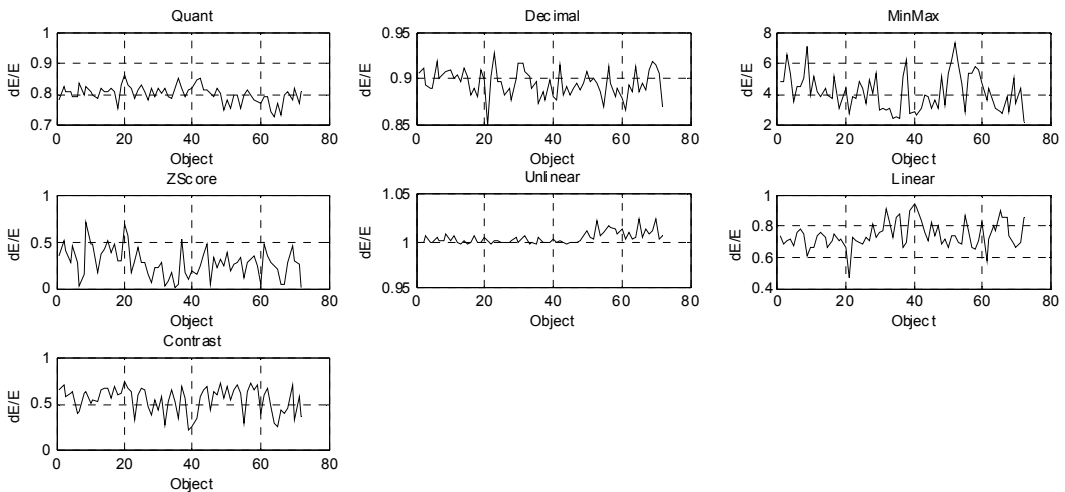 Quant
1
0.9
0.8
0.7
0 20 40 60 80
dE/E
Object
Decimal
0.95
0.9
0.85
0 20 40 60 80
dE/E
Object
MinMax
8
6
4
2
0 20 40 60 80
dE/E
Object
ZScore
1
0.5
0
0 20 40 60 80
dE/E
Object
Unlinear
1.05
1
0.95
0 20 40 60 80
dE/E
Object
Linear
1
0.8
0.6
0.4
0 20 40 60 80
dE/E
Object
Contrast
1
0.5
0
0 20 40 60 80
dE/E
Object